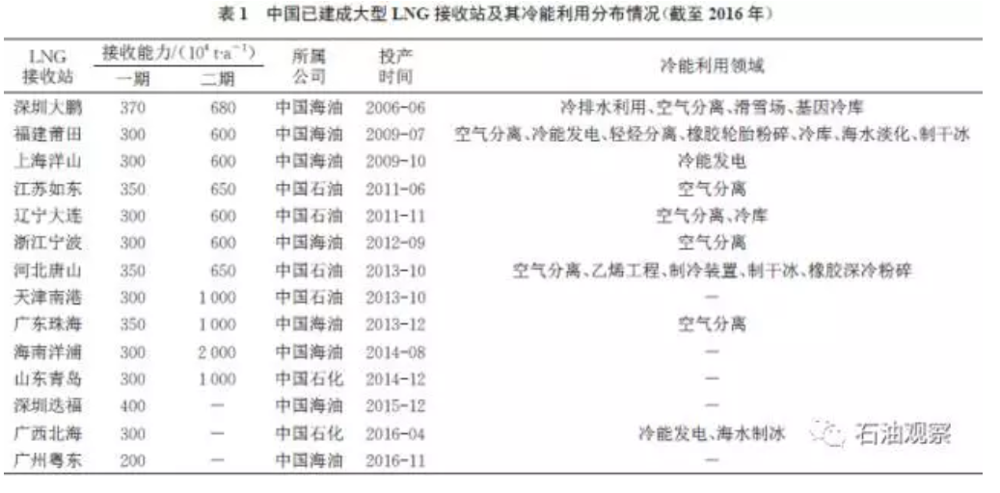 表1 中国已建成大型LNG接收站及其冷能利用分布情况(截至2016年)
LNG接收站 接收能力/(10⁴ t·a⁻¹) 所属公司 投产时间 冷能利用领域
一期 二期
深圳大鹏 370 680 中国海油 2006-06 冷排水利用、空气分离、滑雪场、基因冷库
福建莆田 300 600 中国海油 2009-07 空气分离、冷能发电、轻烃分离、橡胶轮胎粉碎、冷库、海水淡化、制干冰
上海洋山 300 600 中国海油 2009-10 冷能发电
江苏如东 350 650 中国石油 2011-06 空气分离
辽宁大连 300 600 中国石油 2011-11 空气分离、冷库
浙江宁波 300 600 中国海油 2012-09 空气分离
河北唐山 350 650 中国石油 2013-10 空气分离、乙烯工程、制冷装置、制干冰、橡胶深冷粉碎
天津南港 300 1 000 中国石油 2013-10 —
广东珠海 350 1 000 中国海油 2013-12 空气分离
海南洋浦 300 2 000 中国海油 2014-08 —
山东青岛 300 1 000 中国石化 2014-12 —
深圳迭福 400 — 中国海油 2015-12 —
广西北海 300 — 中国石化 2016-04 冷能发电、海水制冰
广州粤东 200 — 中国海油 2016-11 —
石油观察